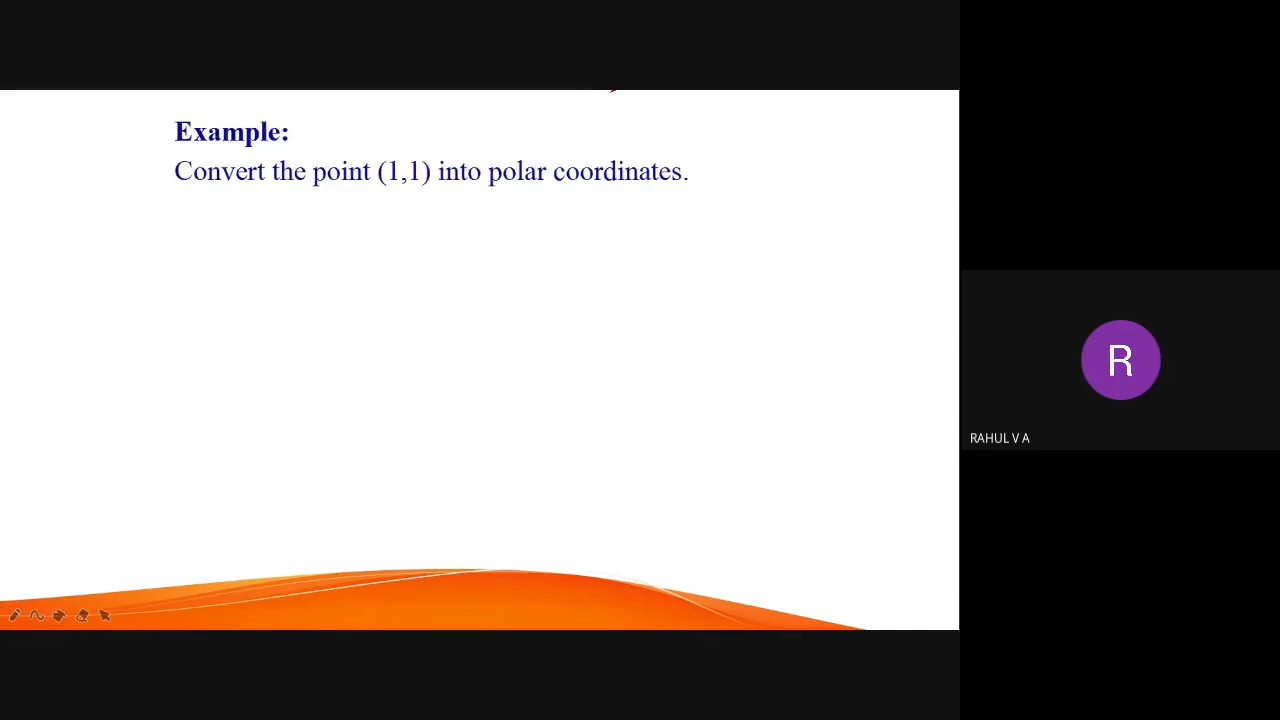 Example:
Convert the point (1,1) into polar coordinates.
R
RAHUL V A